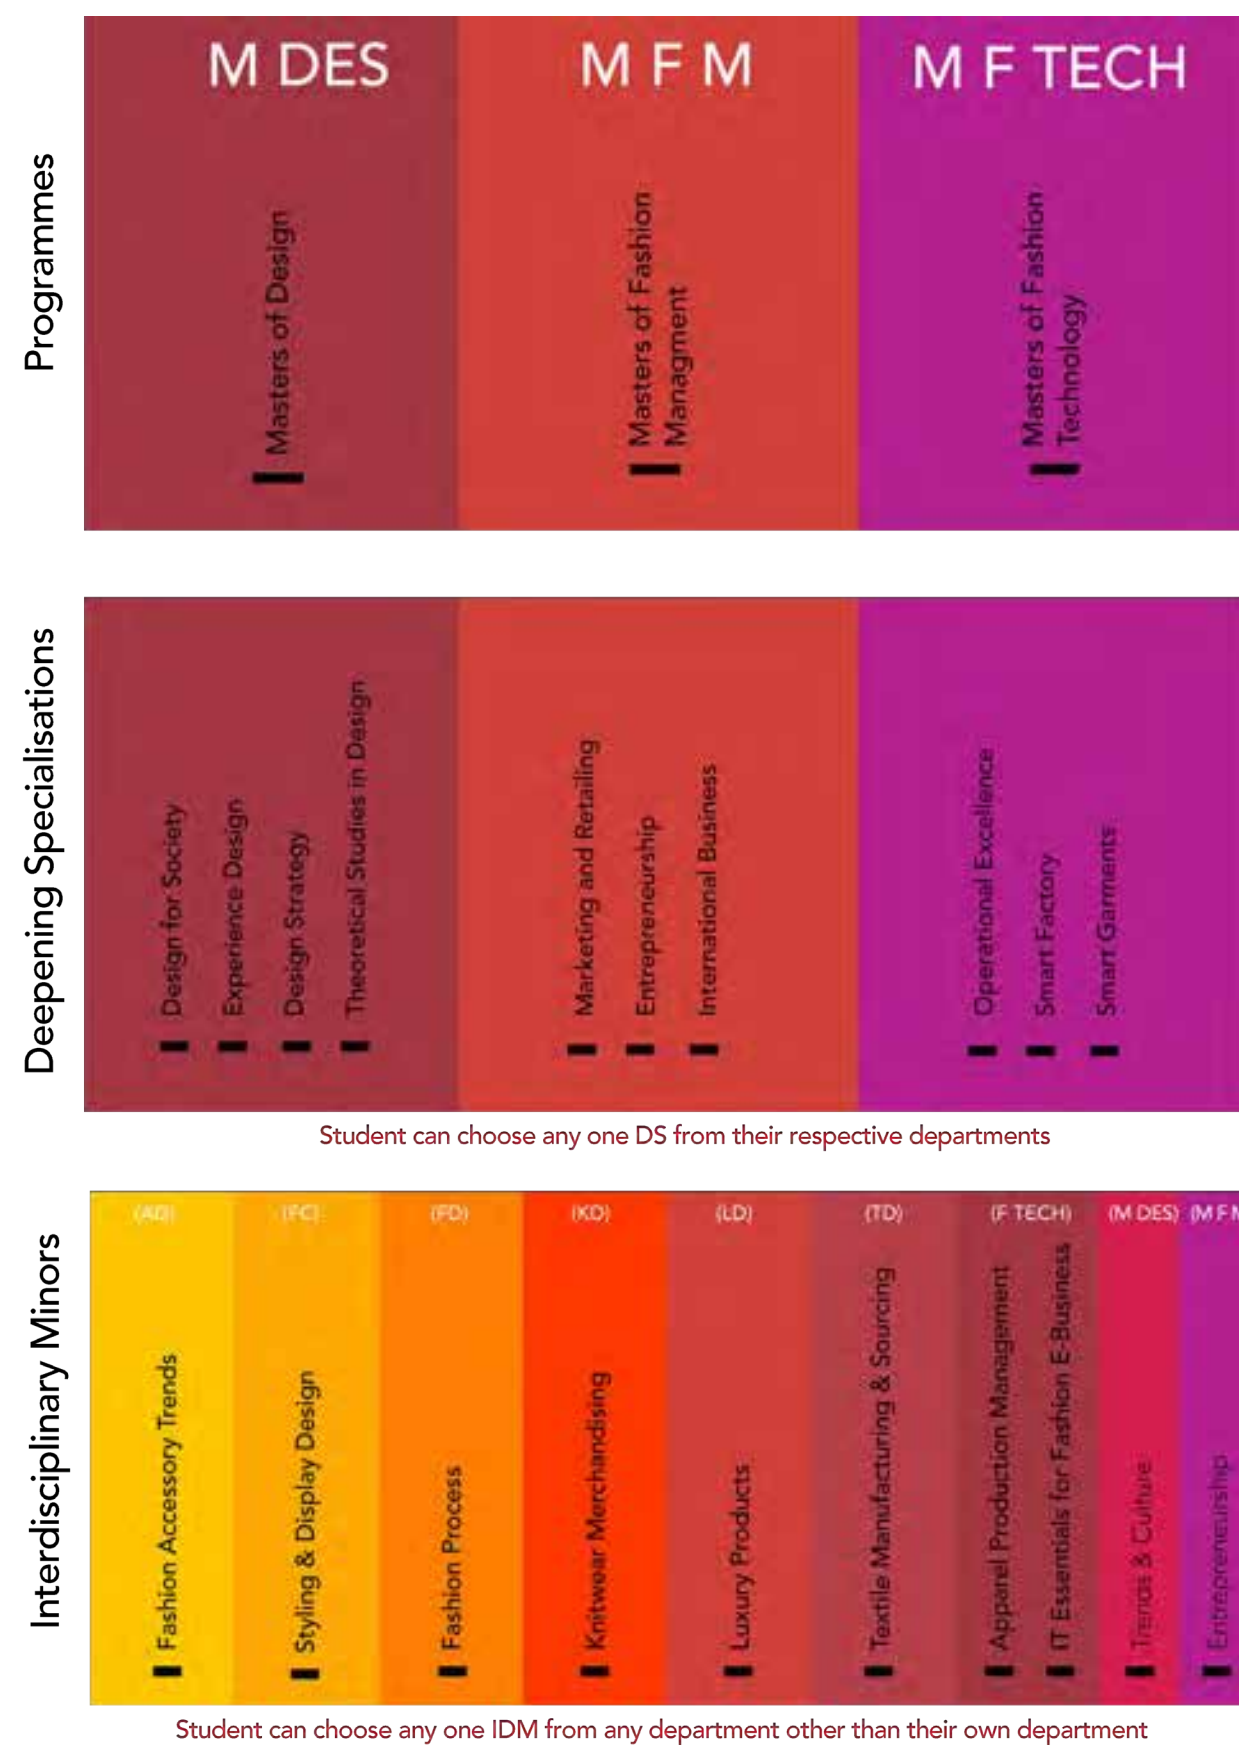 Programmes
M DES
M F M
M F TECH
Masters of Design
Masters of Fashion
Managment
Masters of Fashion
Technology
Deepening Specialisations
Design for Society
Experience Design
Design Strategy
Theoretical Studies in Design
Marketing and Retailing
Entrepreneurship
International Business
Operational Excellence
Smart Factory
Smart Garments
Student can choose any one DS from their respective departments
Interdisciplinary Minors
(AD)
(FC)
(FD)
(KD)
(LD)
(TD)
(F TECH)
(M DES)
(M F M
Fashion Accessory Trends
Styling & Display Design
Fashion Process
Knitwear Merchandising
Luxury Products
Textile Manufacturing & Sourcing
Apparel Production Management
IT Essentials for Fashion E-Business
Trends & Culture
Entrepreneurship
Student can choose any one IDM from any department other than their own department